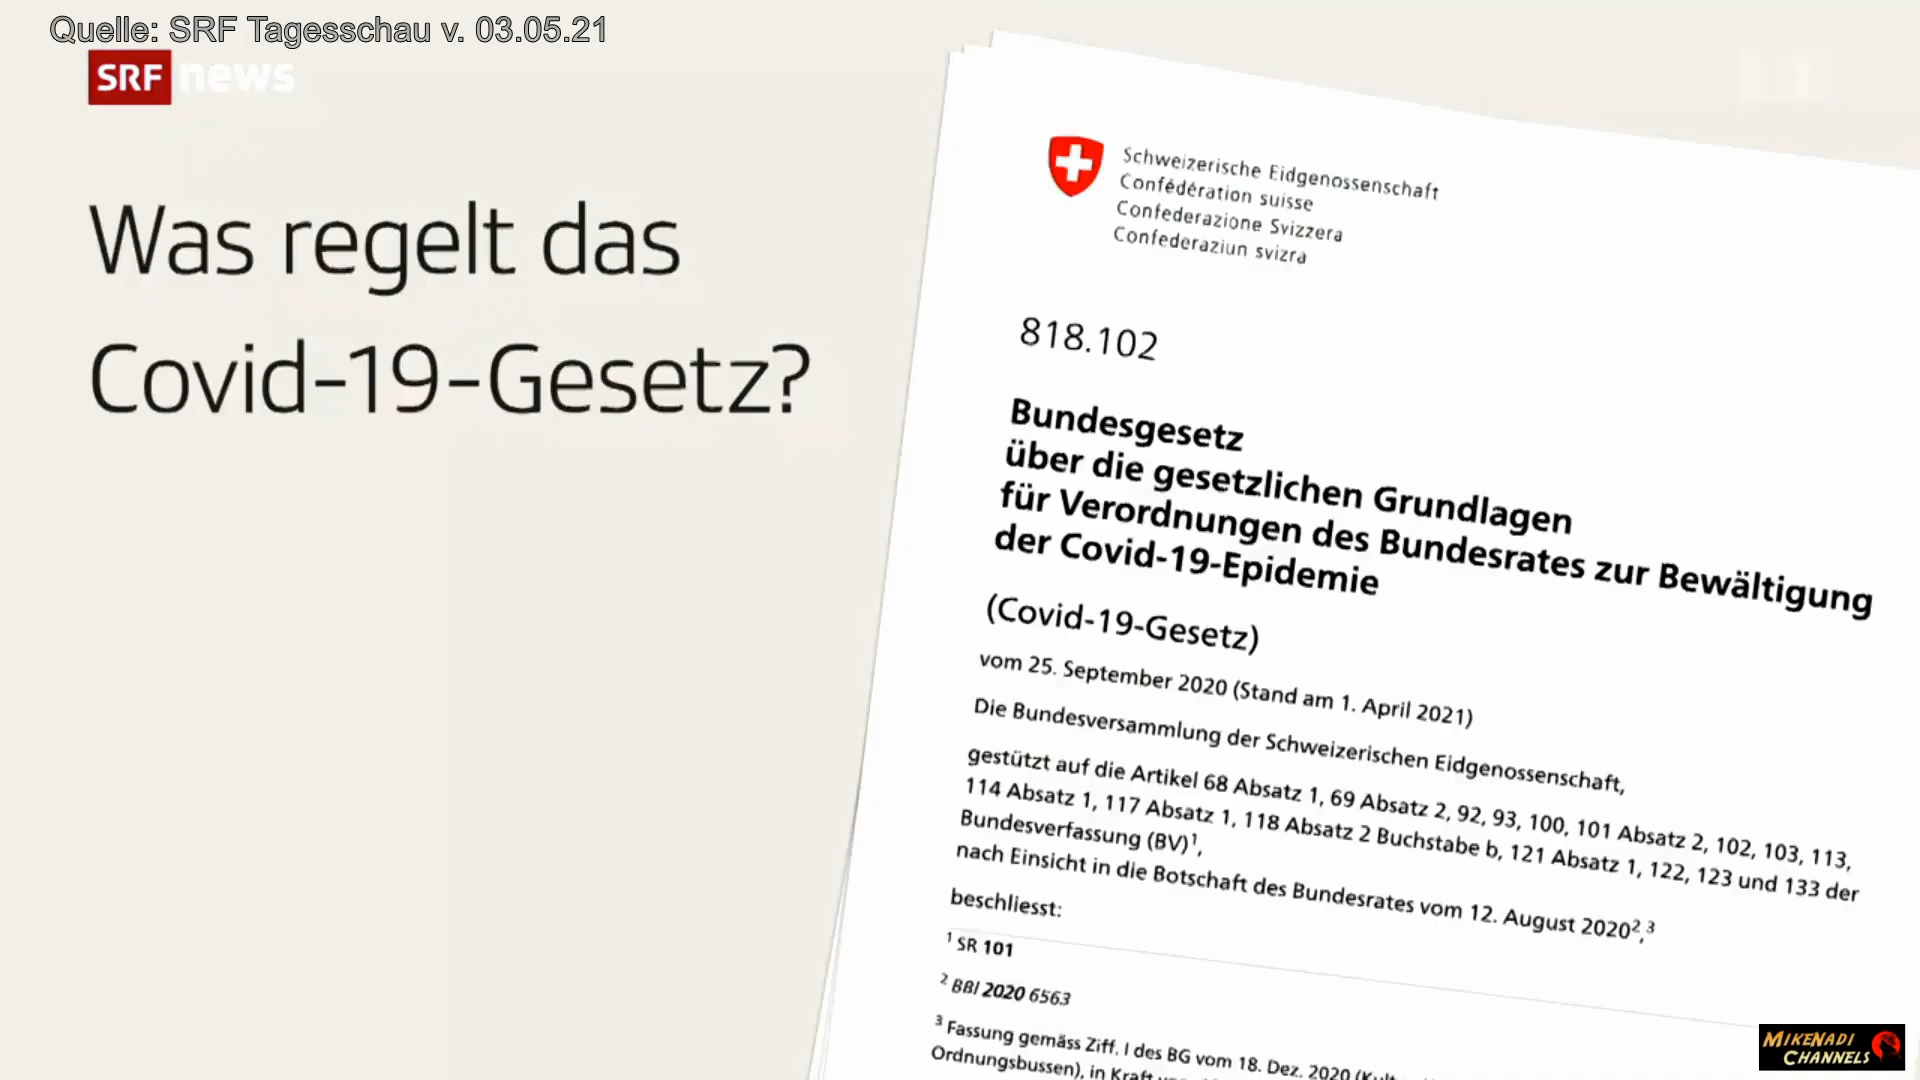 Quelle: SRF Tagesschau v. 03.05.21
SRF news
Was regelt das
Covid-19-Gesetz?
Schweizerische Eidgenossenschaft
Confédération suisse
Confederazione Svizzera
Confederaziun svizra
818.102
Bundesgesetz
über die gesetzlichen Grundlagen
für Verordnungen des Bundesrates zur Bewältigung
der Covid-19-Epidemie
(Covid-19-Gesetz)
vom 25. September 2020 (Stand am 1. April 2021)
Die Bundesversammlung der Schweizerischen Eidgenossenschaft,
gestützt auf die Artikel 68 Absatz 1, 69 Absatz 2, 92, 93, 100, 101 Absatz 2, 102, 103, 113,
114 Absatz 1, 117 Absatz 1, 118 Absatz 2 Buchstabe b, 121 Absatz 1, 122, 123 und 133 der
Bundesverfassung (BV)¹,
nach Einsicht in die Botschaft des Bundesrates vom 12. August 2020²,³
beschliesst:
¹ SR 101
² BBl 2020 6563
³ Fassung gemäss Ziff. I des BG vom 18. Dez. 2020
Ordnungsbussen), in Kraft
MIKENADI
CHANNELS